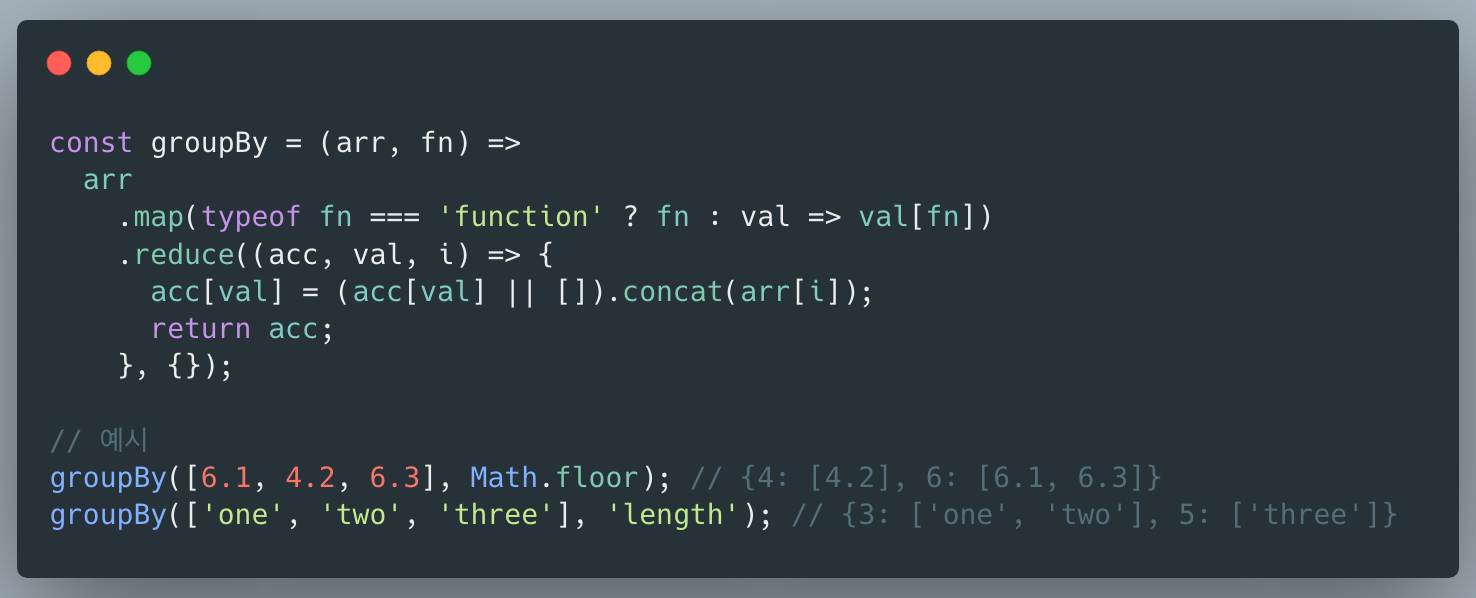 const groupBy = (arr, fn) =>
  arr
    .map(typeof fn === 'function' ? fn : val => val[fn])
    .reduce((acc, val, i) => {
      acc[val] = (acc[val] || []).concat(arr[i]);
      return acc;
    }, {});

// 예시
groupBy([6.1, 4.2, 6.3], Math.floor); // {4: [4.2], 6: [6.1, 6.3]}
groupBy(['one', 'two', 'three'], 'length'); // {3: ['one', 'two'], 5: ['three']}